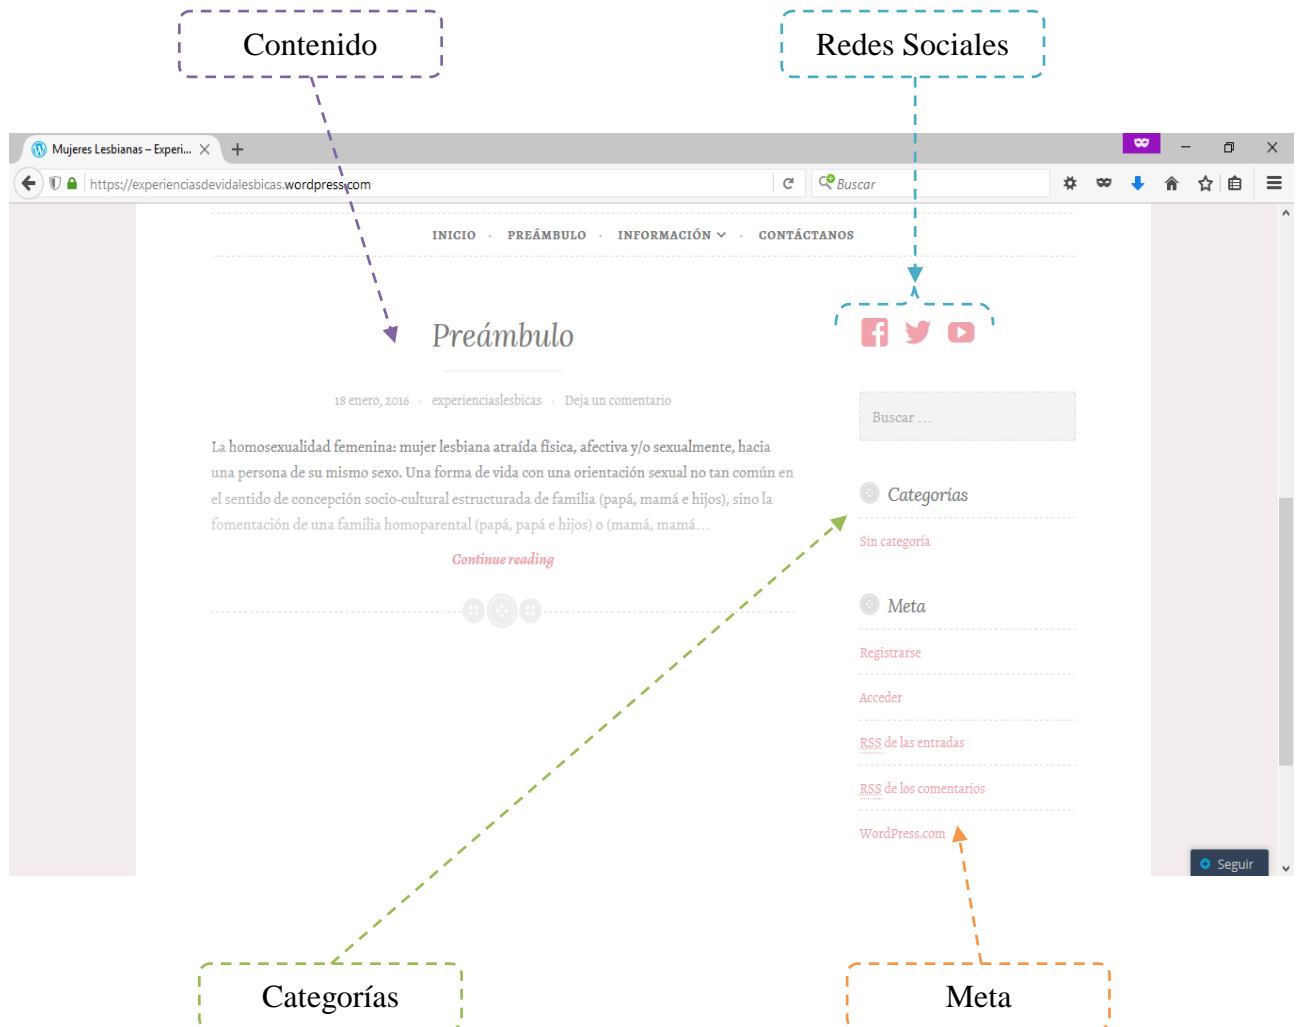 Contenido
Redes Sociales
Mujeres Lesbianas – Experi...
https://experienciasdevidalesbicas.wordpress.com
Buscar
INICIO · PREÁMBULO · INFORMACIÓN · CONTÁCTANOS
Preámbulo
18 enero, 2016 · experienciaslesbicas · Deja un comentario
La homosexualidad femenina: mujer lesbiana atraída física, afectiva y/o sexualmente, hacia
una persona de su mismo sexo. Una forma de vida con una orientación sexual no tan común en
el sentido de concepción socio-cultural estructurada de familia (papá, mamá e hijos), sino la
fomentación de una familia homoparental (papá, papá e hijos) o (mamá, mamá…
Continue reading
Buscar …
Categorías
Sin categoría
Meta
Registrarse
Acceder
RSS de las entradas
RSS de los comentarios
WordPress.com
Seguir
Categorías
Meta